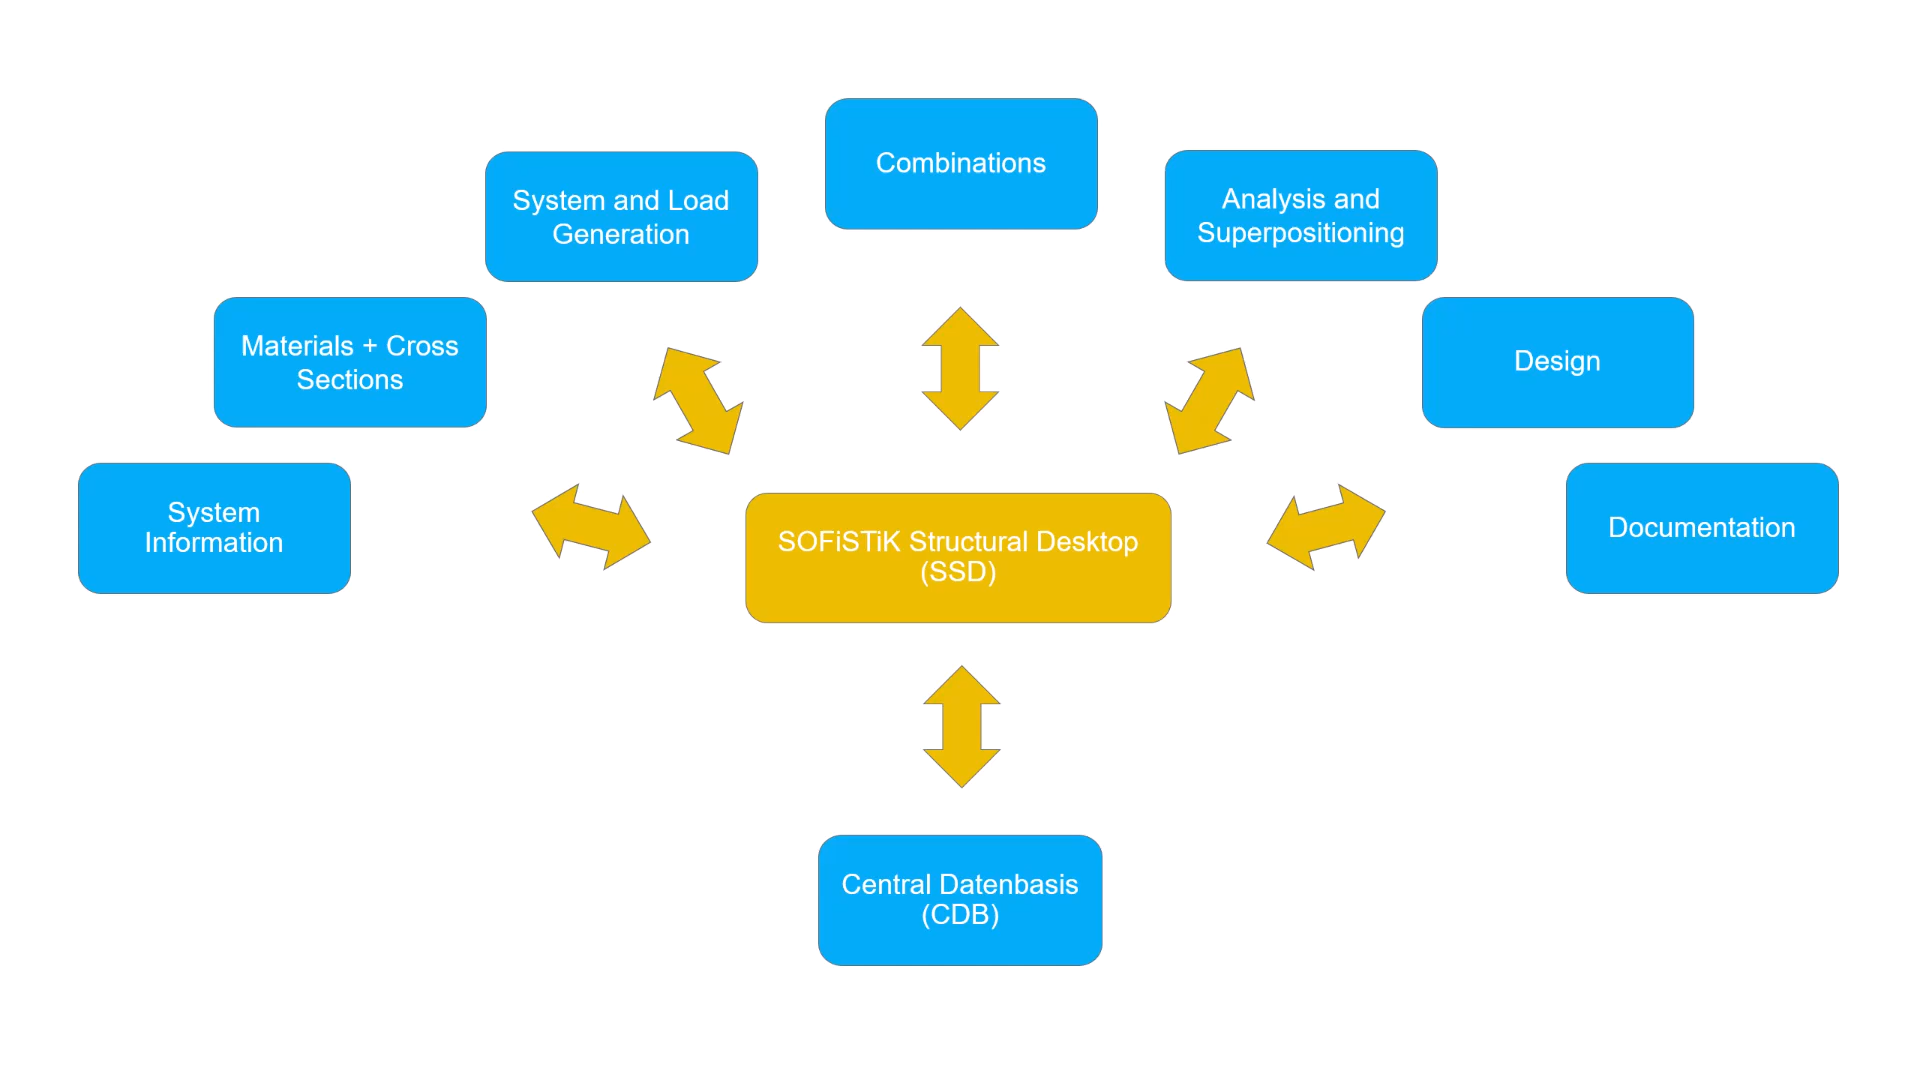 Combinations
System and Load
Generation
Analysis and
Superpositioning
Materials + Cross
Sections
Design
System
Information
SOFiSTiK Structural Desktop
(SSD)
Documentation
Central Datenbasis
(CDB)